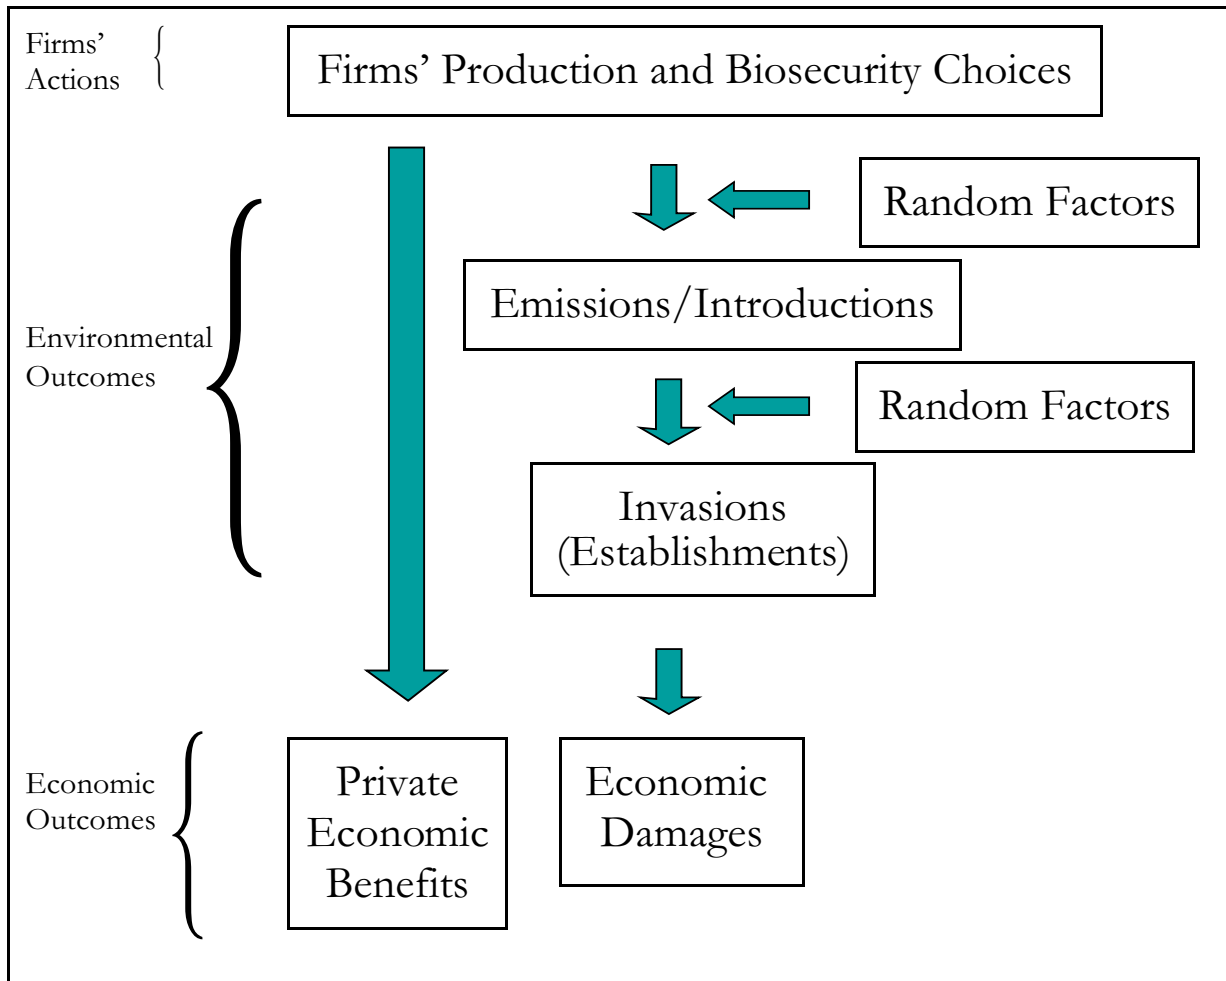 Firms’
Actions
Firms’ Production and Biosecurity Choices
Random Factors
Emissions/Introductions
Environmental
Outcomes
Random Factors
Invasions
(Establishments)
Economic
Outcomes
Private
Economic
Benefits
Economic
Damages